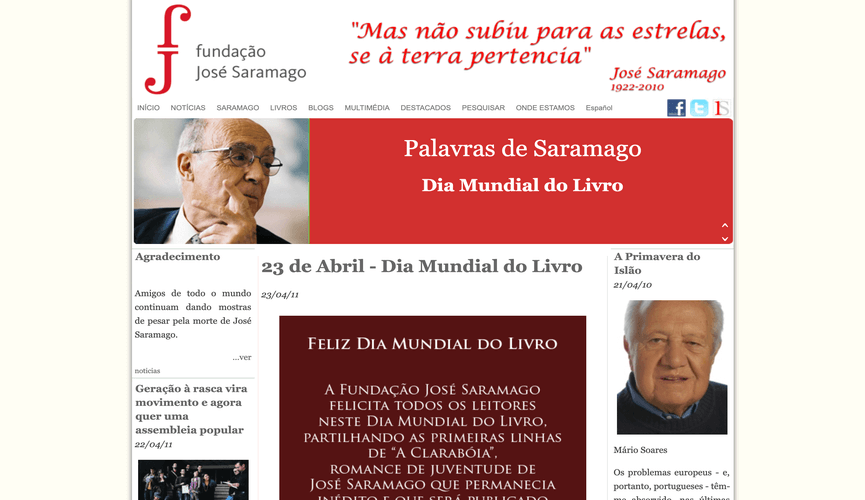 fundação
José Saramago
"Mas não subiu para as estrelas,
se à terra pertencia"
José Saramago
1922-2010
INÍCIO NOTÍCIAS SARAMAGO LIVROS BLOGS MULTIMÉDIA DESTACADOS PESQUISAR ONDE ESTAMOS Español
Palavras de Saramago
Dia Mundial do Livro
Agradecimento
Amigos de todo o mundo
continuam dando mostras
de pesar pela morte de José
Saramago.
...ver
notícias
Geração à rasca vira
movimento e agora
quer uma
assembleia popular
22/04/11
23 de Abril - Dia Mundial do Livro
23/04/11
FELIZ DIA MUNDIAL DO LIVRO
A FUNDAÇÃO JOSÉ SARAMAGO
FELICITA TODOS OS LEITORES
NESTE DIA MUNDIAL DO LIVRO,
PARTILHANDO AS PRIMEIRAS LINHAS
DE "A CLARABÓIA",
ROMANCE DE JUVENTUDE DE
JOSÉ SARAMAGO QUE PERMANECIA
INÉDITO E QUE SERÁ PUBLICADO
A Primavera do
Islão
21/04/10
Mário Soares
Os problemas europeus - e,
portanto, portugueses - têm-
me absorvido, nas últimas